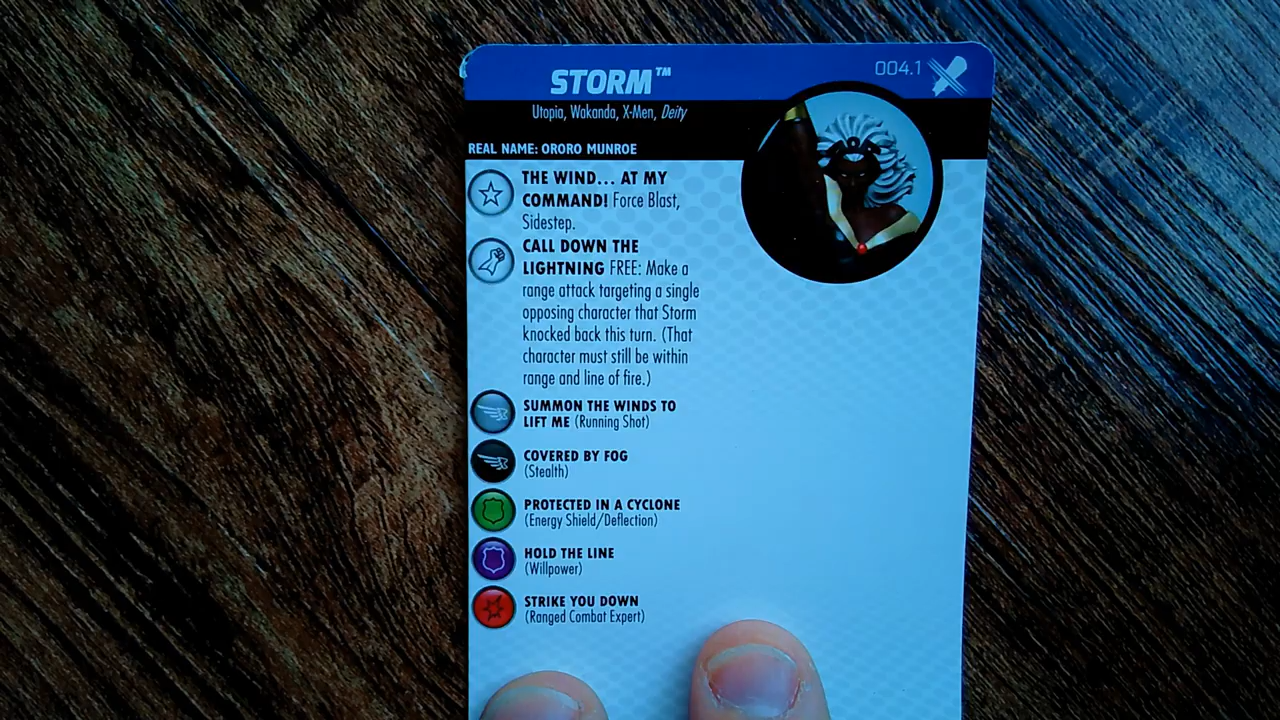 STORM™
004.1
Utopia, Wakanda, X-Men, Deity
REAL NAME: ORORO MUNROE
THE WIND... AT MY
COMMAND! Force Blast,
Sidestep.
CALL DOWN THE
LIGHTNING FREE: Make a
range attack targeting a single
opposing character that Storm
knocked back this turn. (That
character must still be within
range and line of fire.)
SUMMON THE WINDS TO
LIFT ME (Running Shot)
COVERED BY FOG
(Stealth)
PROTECTED IN A CYCLONE
(Energy Shield/Deflection)
HOLD THE LINE
(Willpower)
STRIKE YOU DOWN
(Ranged Combat Expert)